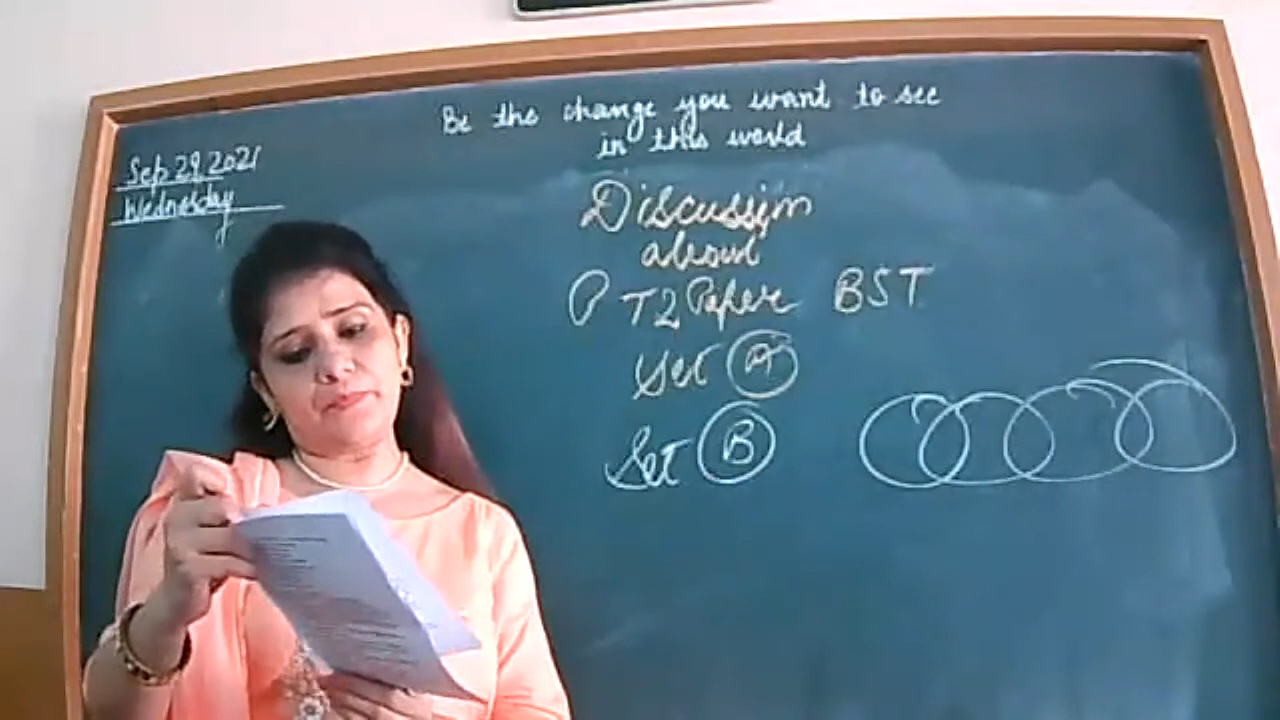 Be the change you want to see
in this world
Sep 29, 2021
Wednesday
Discussion
about
PT2 Paper BST
Set A
Set B